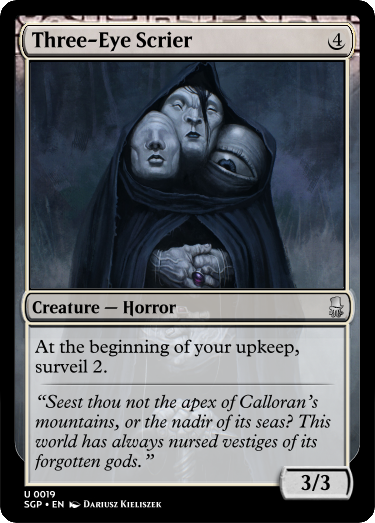 Three-Eye Scrier 4
Creature — Horror
At the beginning of your upkeep,
surveil 2.
“Seest thou not the apex of Calloran’s
mountains, or the nadir of its seas? This
world has always nursed vestiges of its
forgotten gods.”
3/3
U 0019
SGP • EN Dariusz Kieliszek